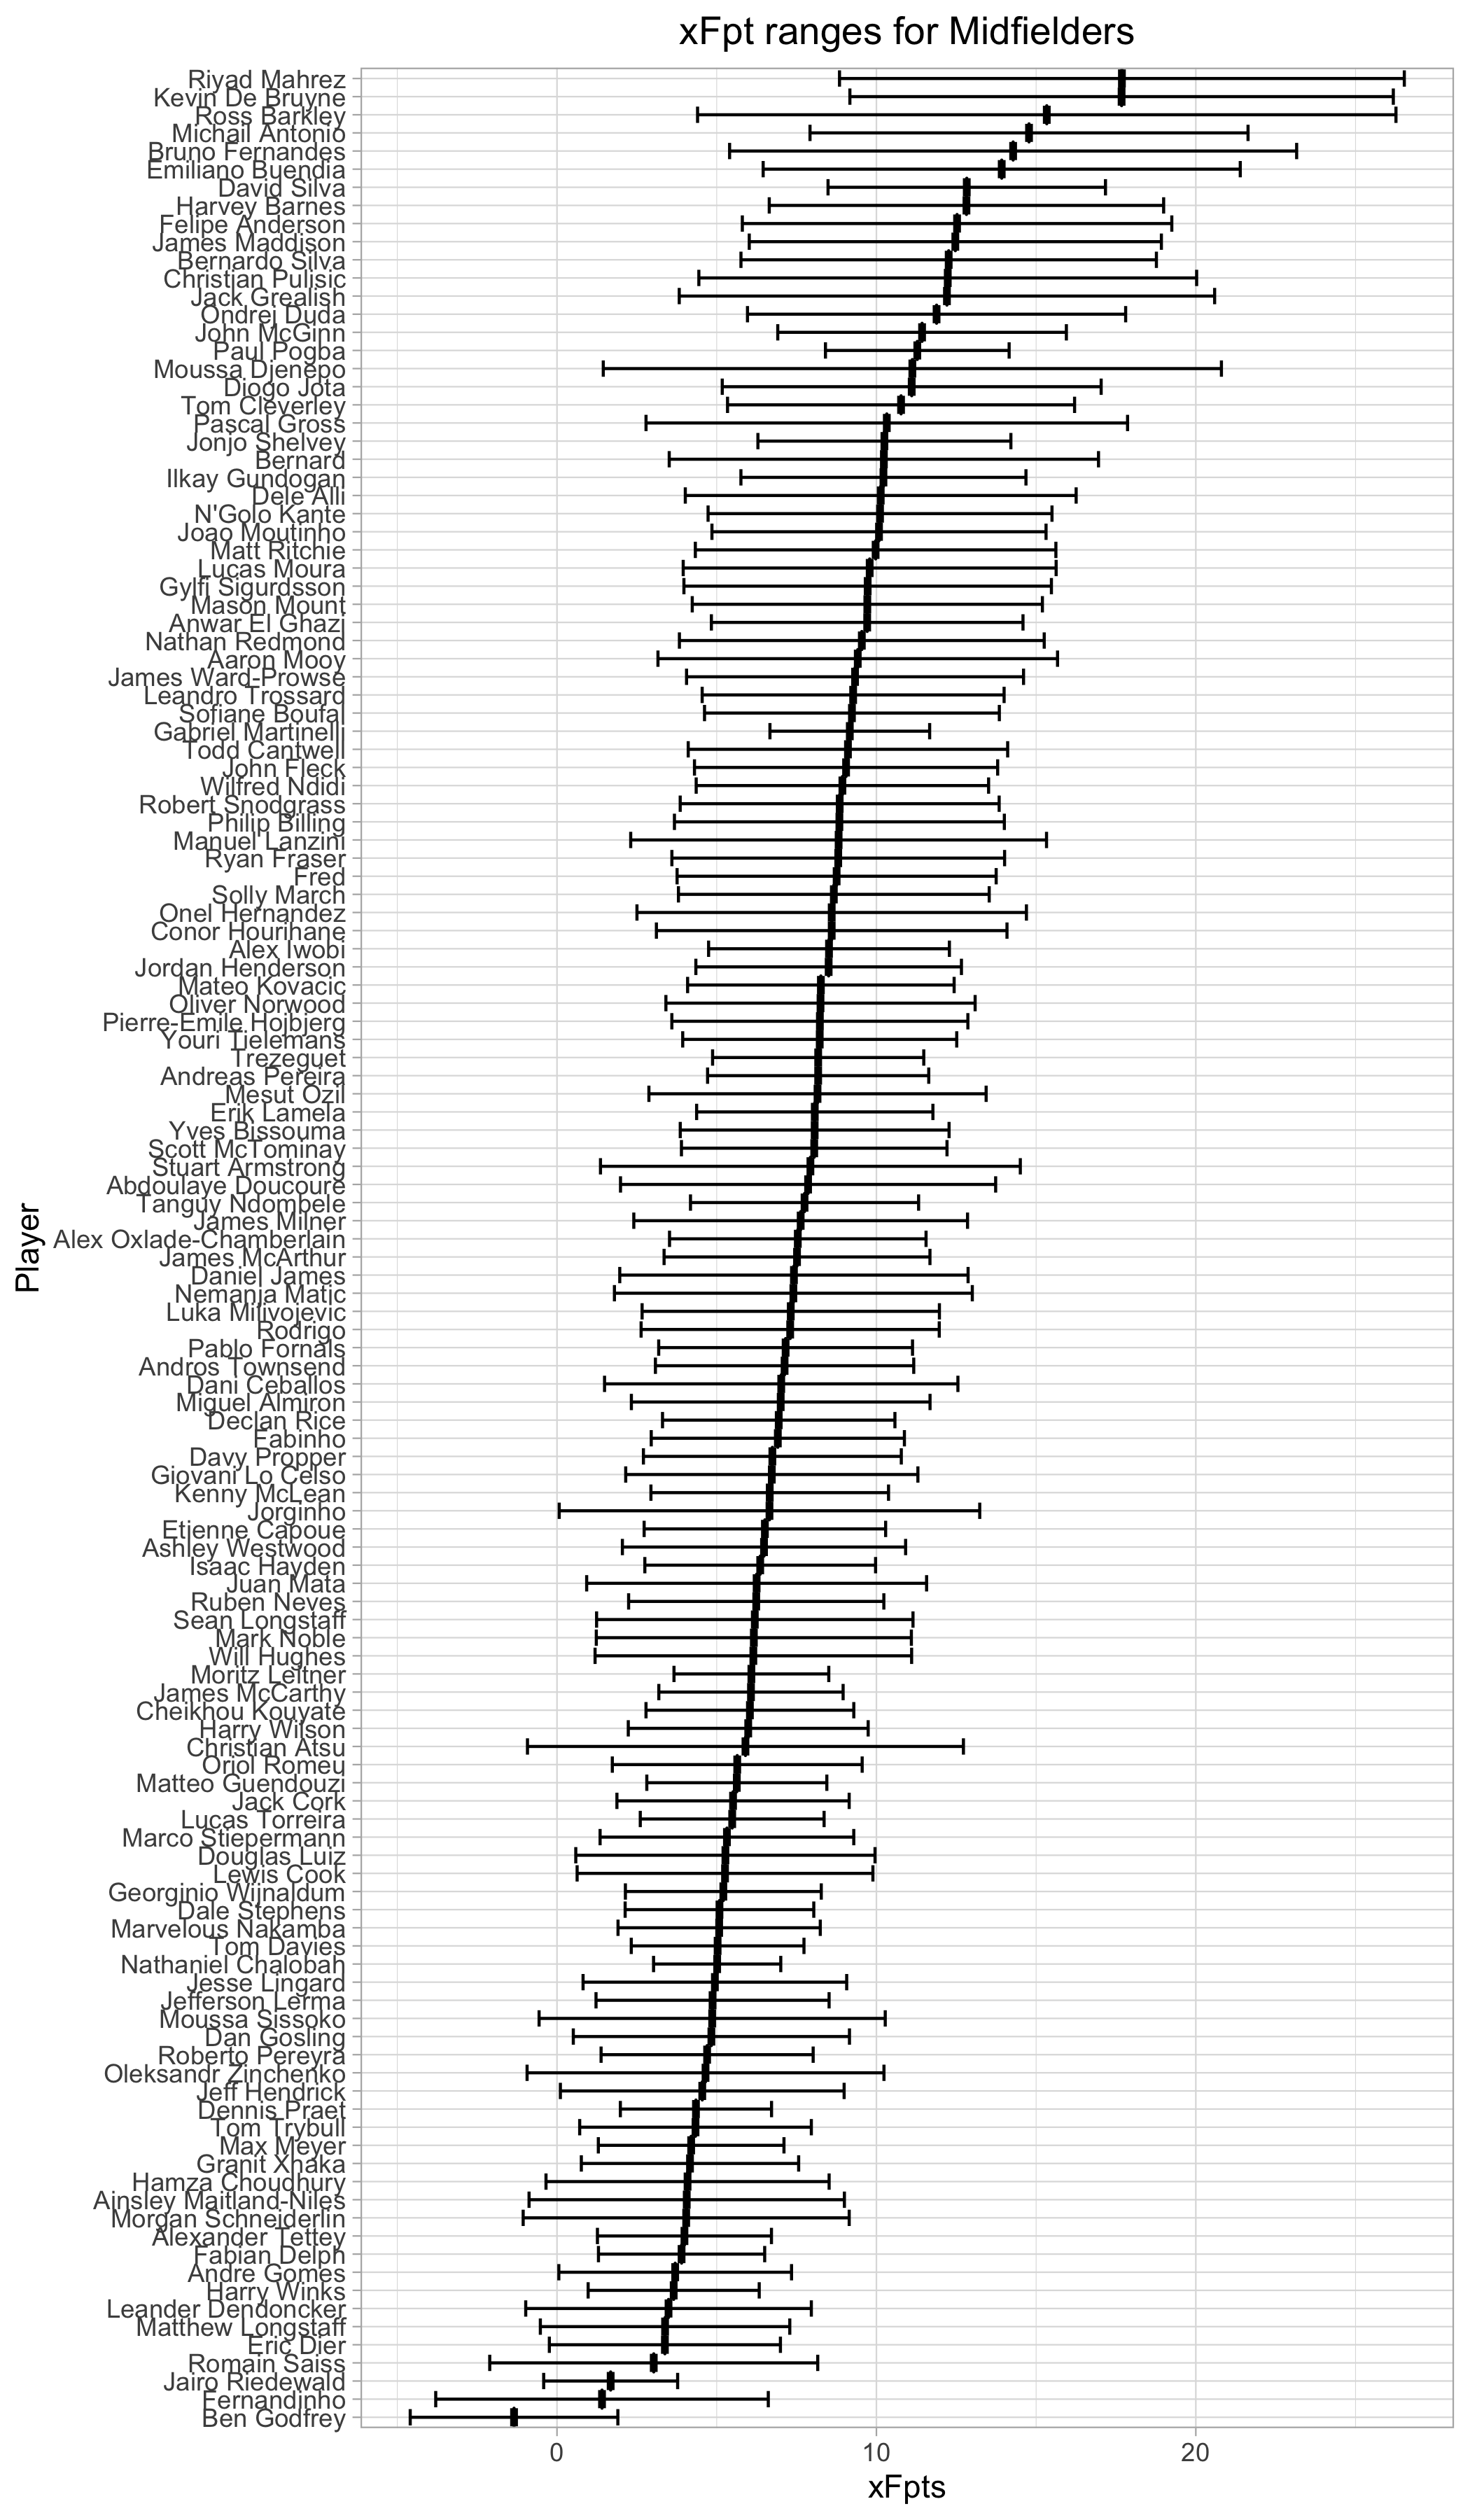 xFpt ranges for Midfielders
Riyad Mahrez
Kevin De Bruyne
Ross Barkley
Michail Antonio
Bruno Fernandes
Emiliano Buendia
David Silva
Harvey Barnes
Felipe Anderson
James Maddison
Bernardo Silva
Christian Pulisic
Jack Grealish
Ondrej Duda
John McGinn
Paul Pogba
Moussa Djenepo
Diogo Jota
Tom Cleverley
Pascal Gross
Jonjo Shelvey
Bernard
Ilkay Gundogan
Dele Alli
N'Golo Kante
Joao Moutinho
Matt Ritchie
Lucas Moura
Gylfi Sigurdsson
Mason Mount
Anwar El Ghazi
Nathan Redmond
Aaron Mooy
James Ward-Prowse
Leandro Trossard
Sofiane Boufal
Gabriel Martinelli
Todd Cantwell
John Fleck
Wilfred Ndidi
Robert Snodgrass
Philip Billing
Manuel Lanzini
Ryan Fraser
Fred
Solly March
Onel Hernandez
Conor Hourihane
Alex Iwobi
Jordan Henderson
Mateo Kovacic
Oliver Norwood
Pierre-Emile Hojbjerg
Youri Tielemans
Trezeguet
Andreas Pereira
Mesut Ozil
Erik Lamela
Yves Bissouma
Scott McTominay
Stuart Armstrong
Abdoulaye Doucoure
Tanguy Ndombele
James Milner
Alex Oxlade-Chamberlain
James McArthur
Daniel James
Nemanja Matic
Luka Milivojevic
Rodrigo
Pablo Fornals
Andros Townsend
Dani Ceballos
Miguel Almiron
Declan Rice
Fabinho
Davy Propper
Giovani Lo Celso
Kenny McLean
Jorginho
Etienne Capoue
Ashley Westwood
Isaac Hayden
Juan Mata
Ruben Neves
Sean Longstaff
Mark Noble
Will Hughes
Moritz Leitner
James McCarthy
Cheikhou Kouyate
Harry Wilson
Christian Atsu
Oriol Romeu
Matteo Guendouzi
Jack Cork
Lucas Torreira
Marco Stiepermann
Douglas Luiz
Lewis Cook
Georginio Wijnaldum
Dale Stephens
Marvelous Nakamba
Tom Davies
Nathaniel Chalobah
Jesse Lingard
Jefferson Lerma
Moussa Sissoko
Dan Gosling
Roberto Pereyra
Oleksandr Zinchenko
Jeff Hendrick
Dennis Praet
Tom Trybull
Max Meyer
Granit Xhaka
Hamza Choudhury
Ainsley Maitland-Niles
Morgan Schneiderlin
Alexander Tettey
Fabian Delph
Andre Gomes
Harry Winks
Leander Dendoncker
Matthew Longstaff
Eric Dier
Romain Saiss
Jairo Riedewald
Fernandinho
Ben Godfrey
Player
0 10 20
xFpts